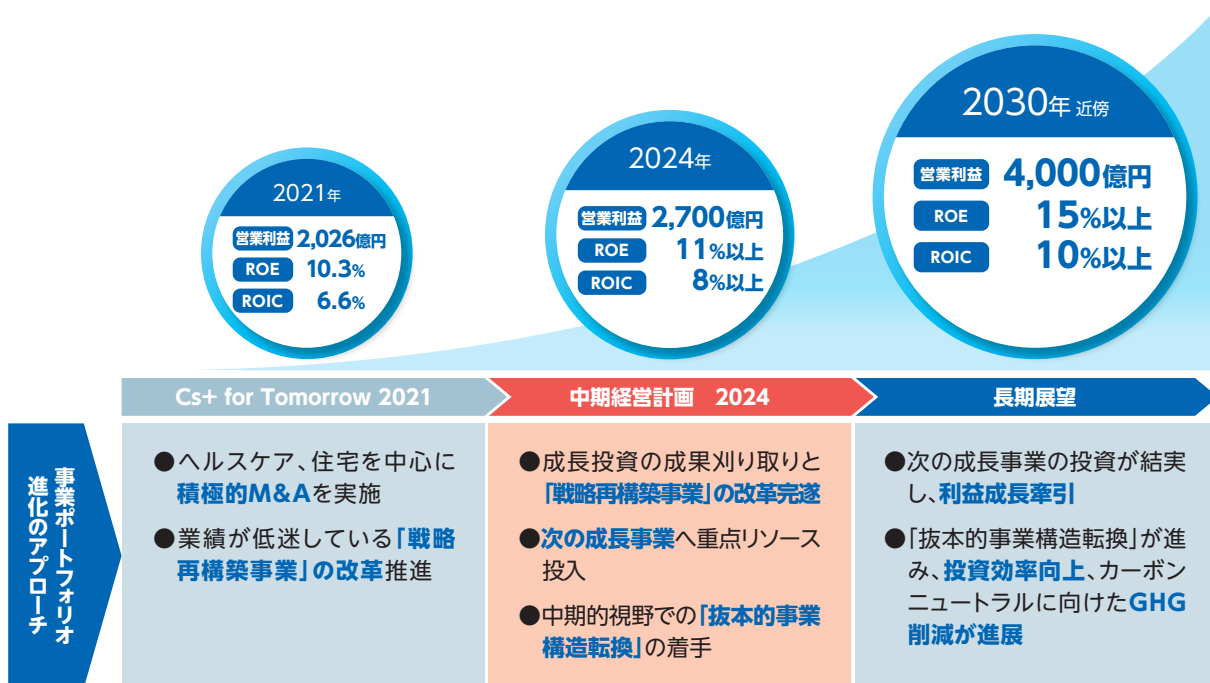 2021年
営業利益 2,026億円
ROE 10.3%
ROIC 6.6%
2024年
営業利益 2,700億円
ROE 11%以上
ROIC 8%以上
2030年 近傍
営業利益 4,000億円
ROE 15%以上
ROIC 10%以上
Cs+ for Tomorrow 2021
中期経営計画 2024
長期展望
事業ポートフォリオ
進化のアプローチ
●ヘルスケア、住宅を中心に
積極的M&Aを実施
●業績が低迷している「戦略
再構築事業」の改革推進
●成長投資の成果刈り取りと
「戦略再構築事業」の改革完遂
●次の成長事業へ重点リソース
投入
●中期的視野での「抜本的事業
構造転換」の着手
●次の成長事業の投資が結実
し、利益成長牽引
●「抜本的事業構造転換」が進
み、投資効率向上、カーボン
ニュートラルに向けたGHG
削減が進展